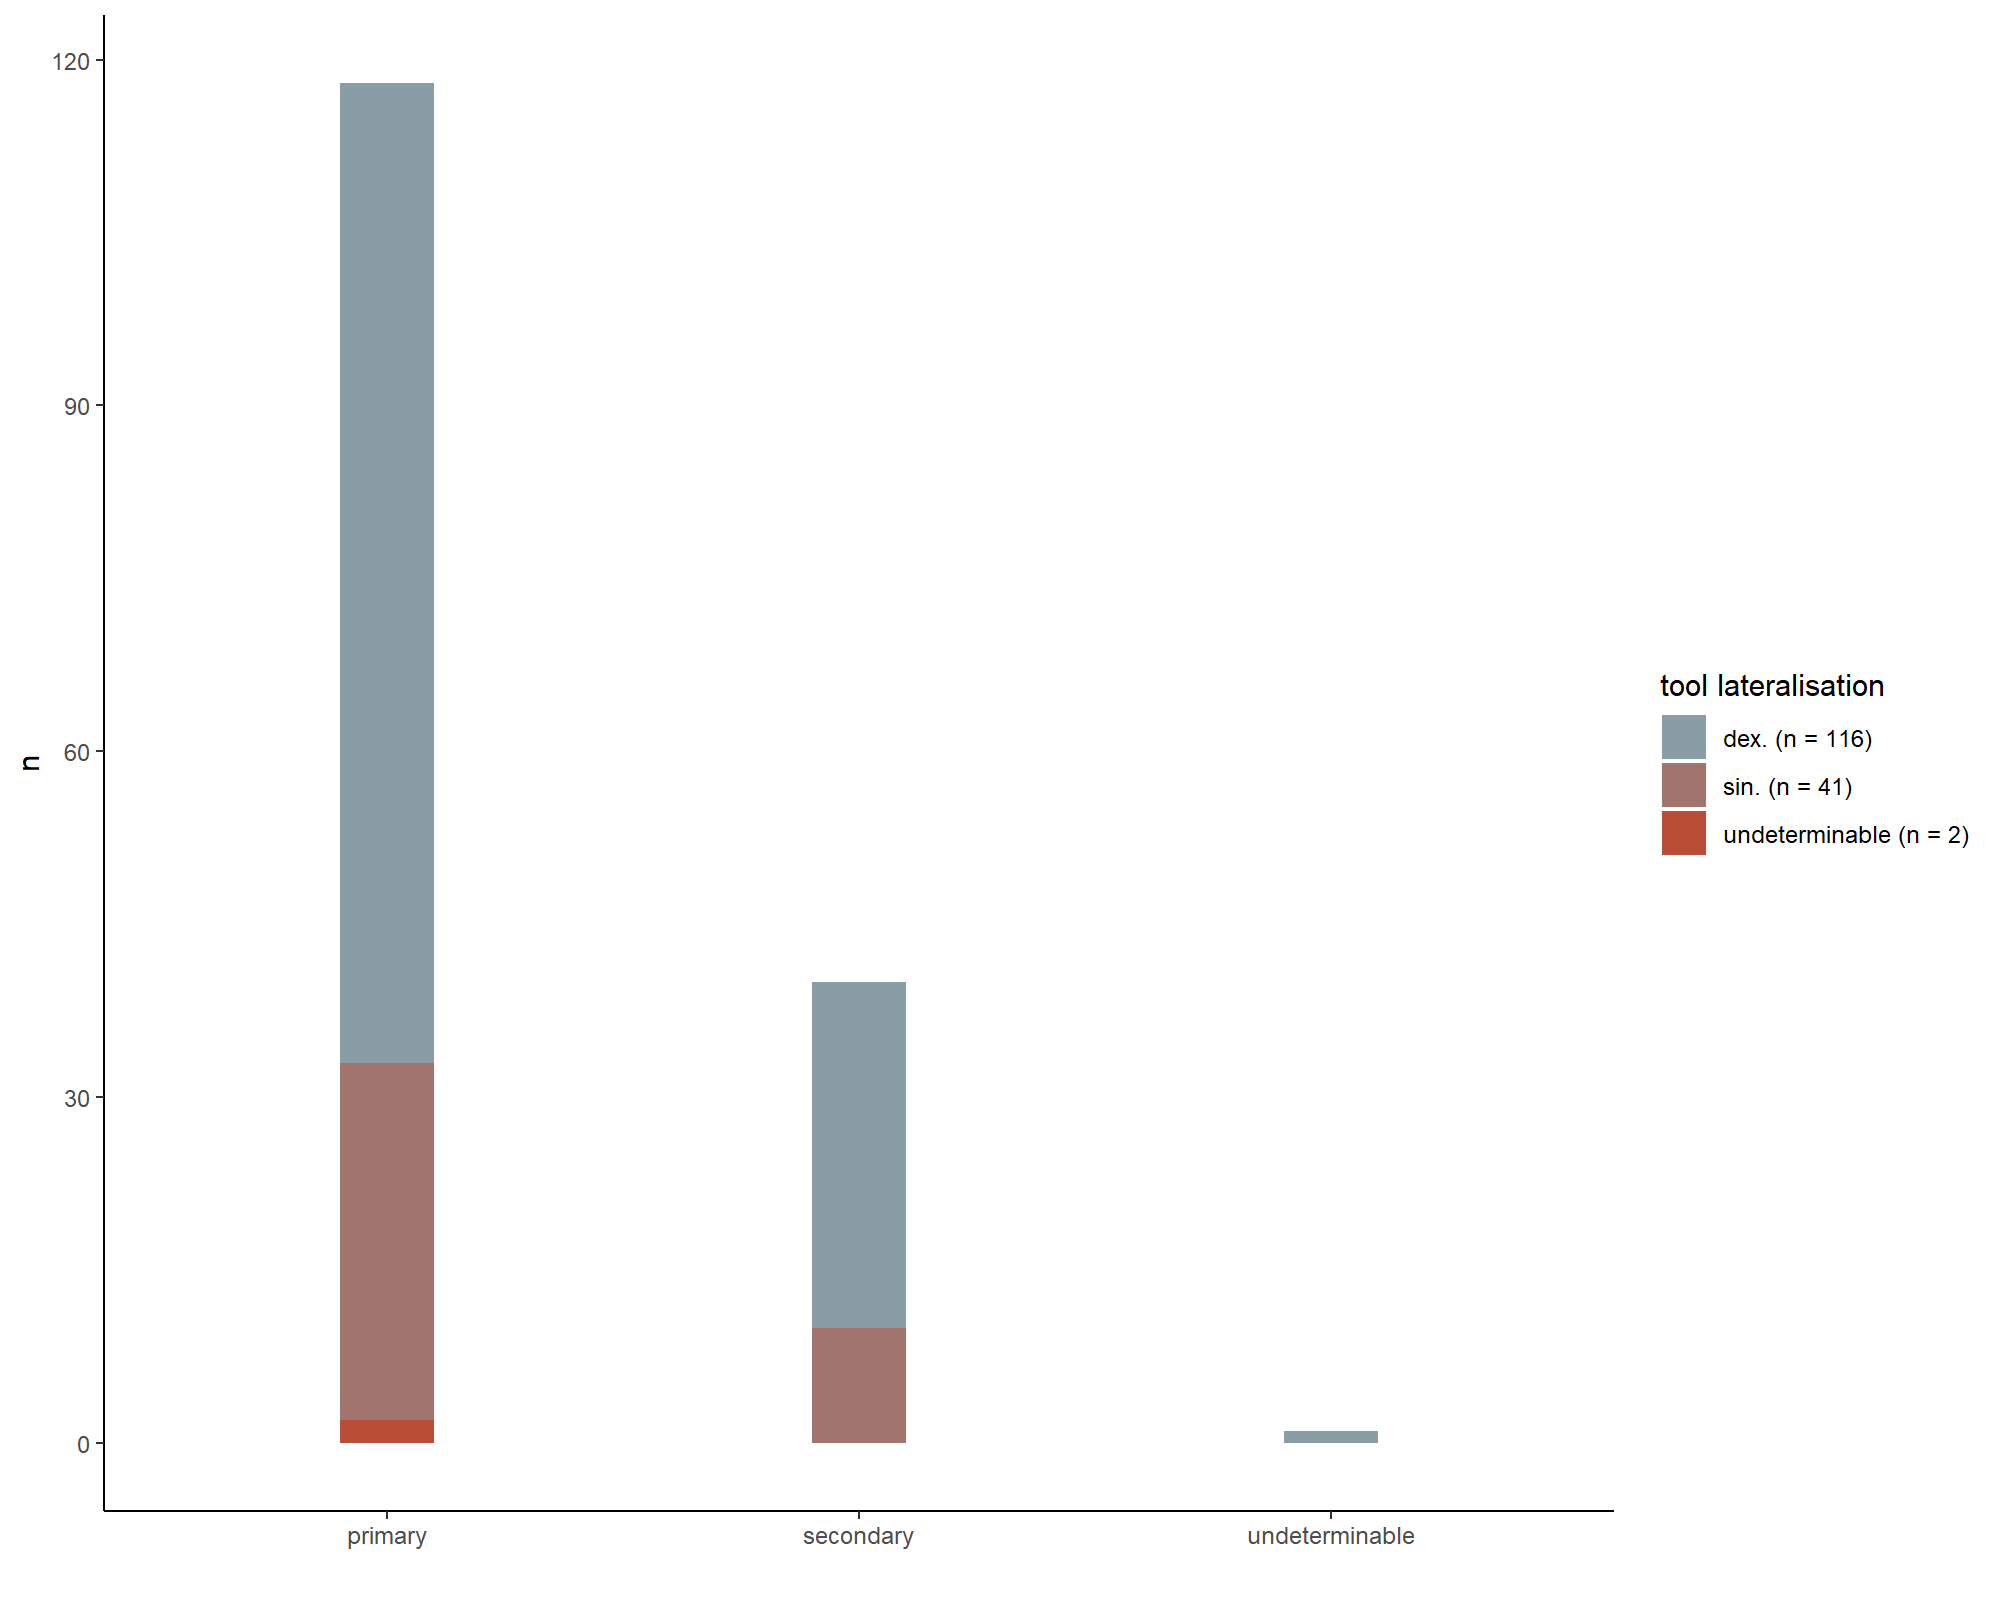 120
90
60
30
0
n
primary
secondary
undeterminable
tool lateralisation
dex. (n = 116)
sin. (n = 41)
undeterminable (n = 2)